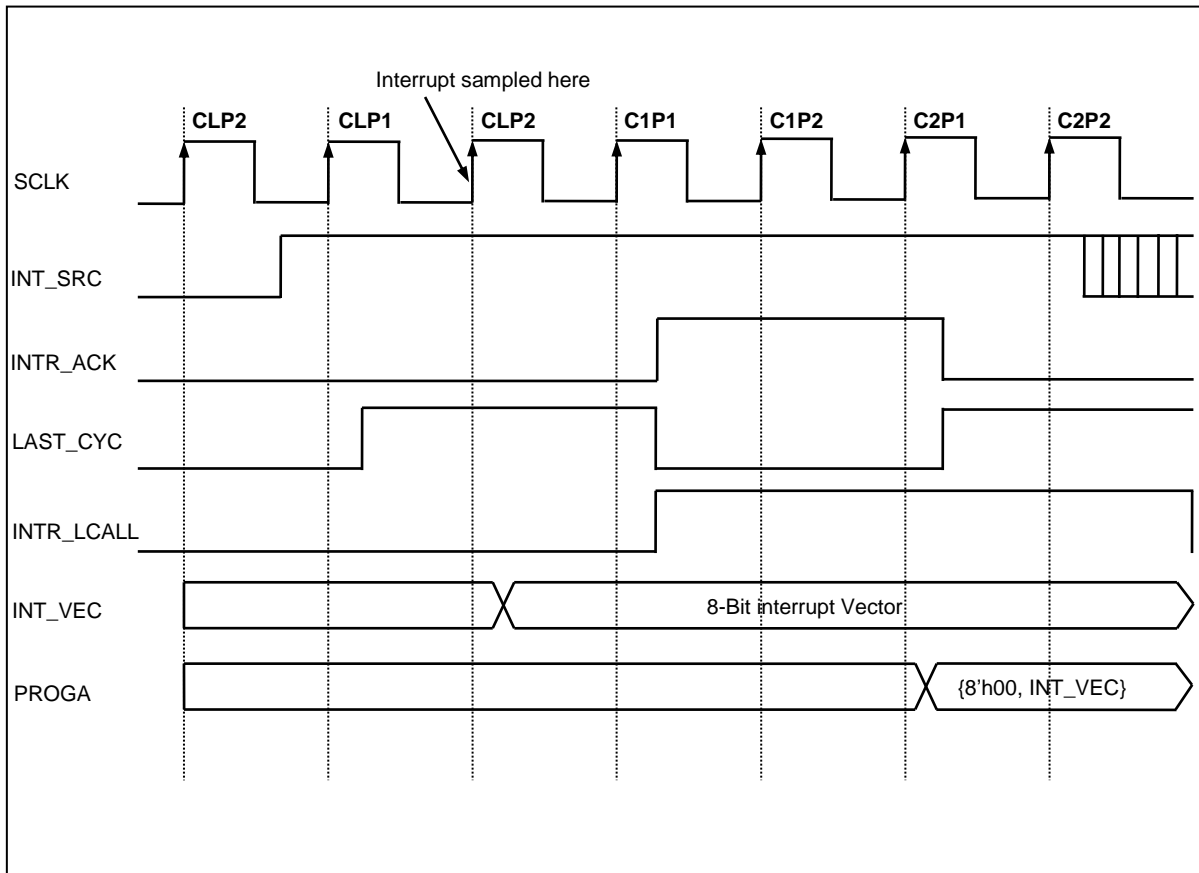 Interrupt sampled here
CLP2 CLP1 CLP2 C1P1 C1P2 C2P1 C2P2
SCLK
INT_SRC
INTR_ACK
LAST_CYC
INTR_LCALL
INT_VEC 8-Bit interrupt Vector
PROGA {8'h00, INT_VEC}